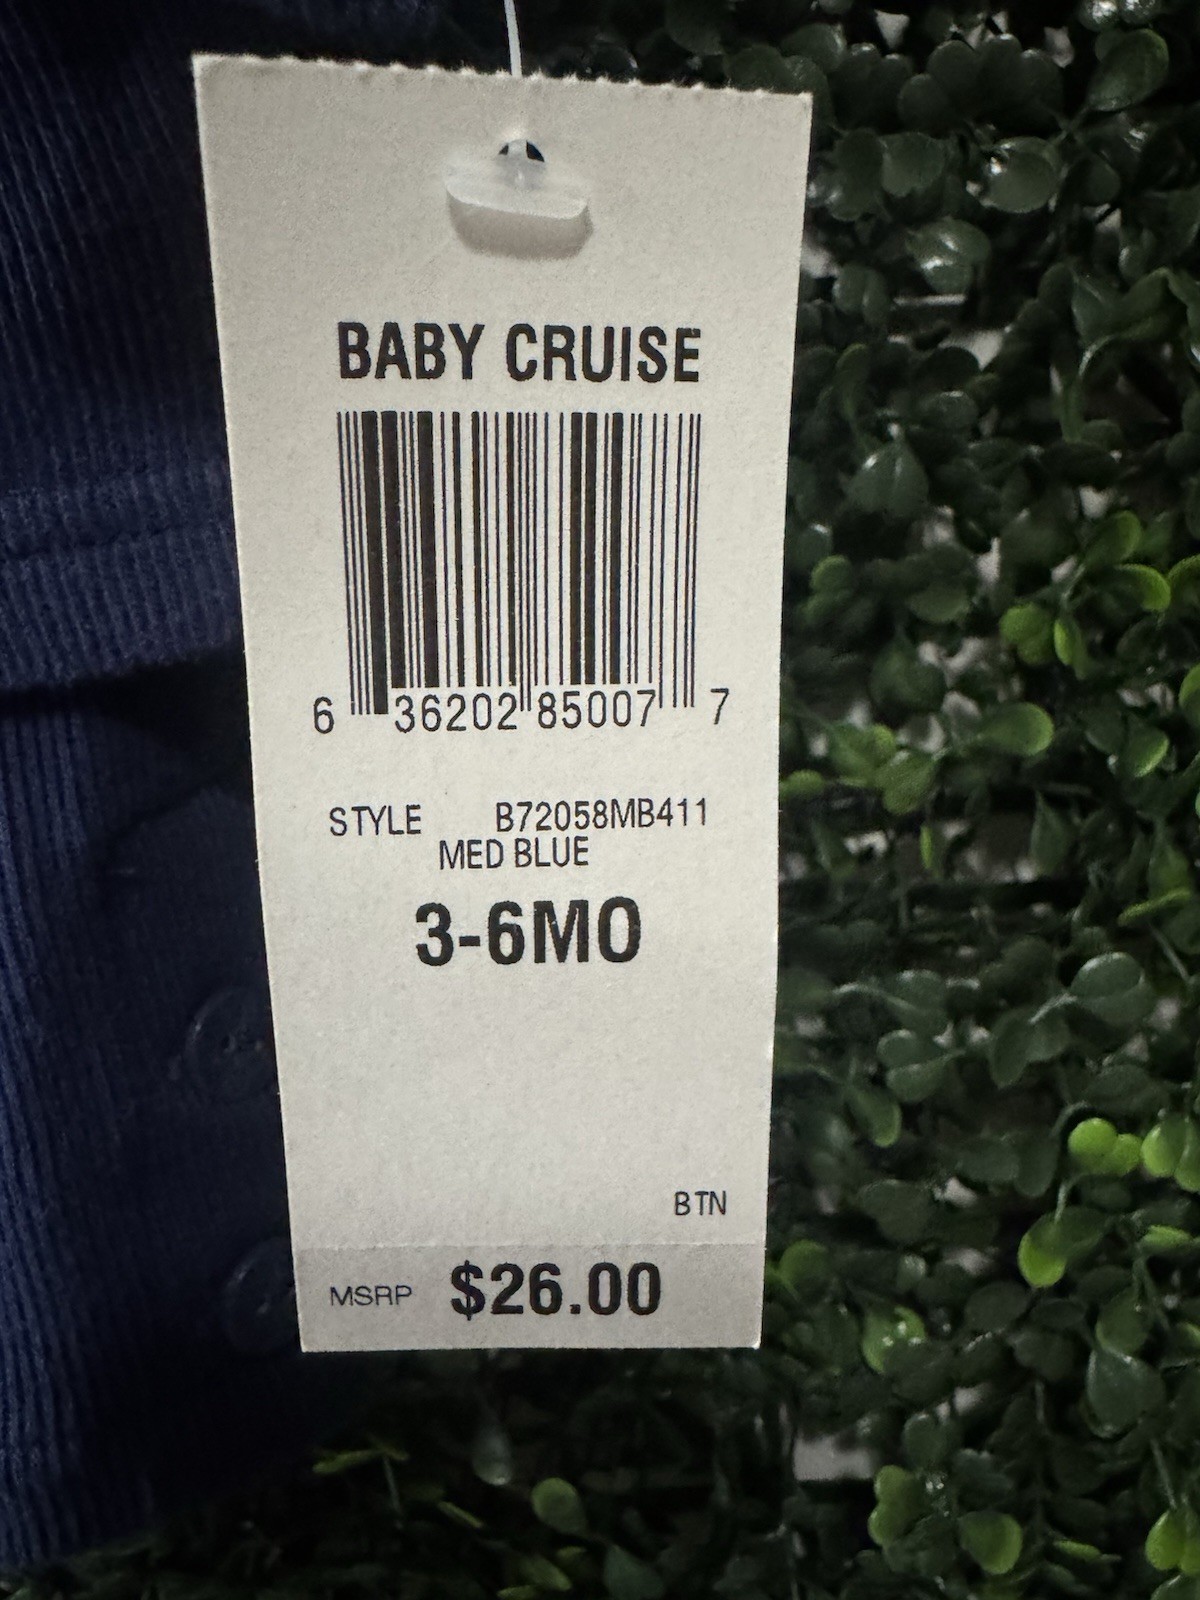 BABY CRUISE
6 36202 85007 7
STYLE B72058MB411
MED BLUE
3-6MO
BTN
MSRP $26.00